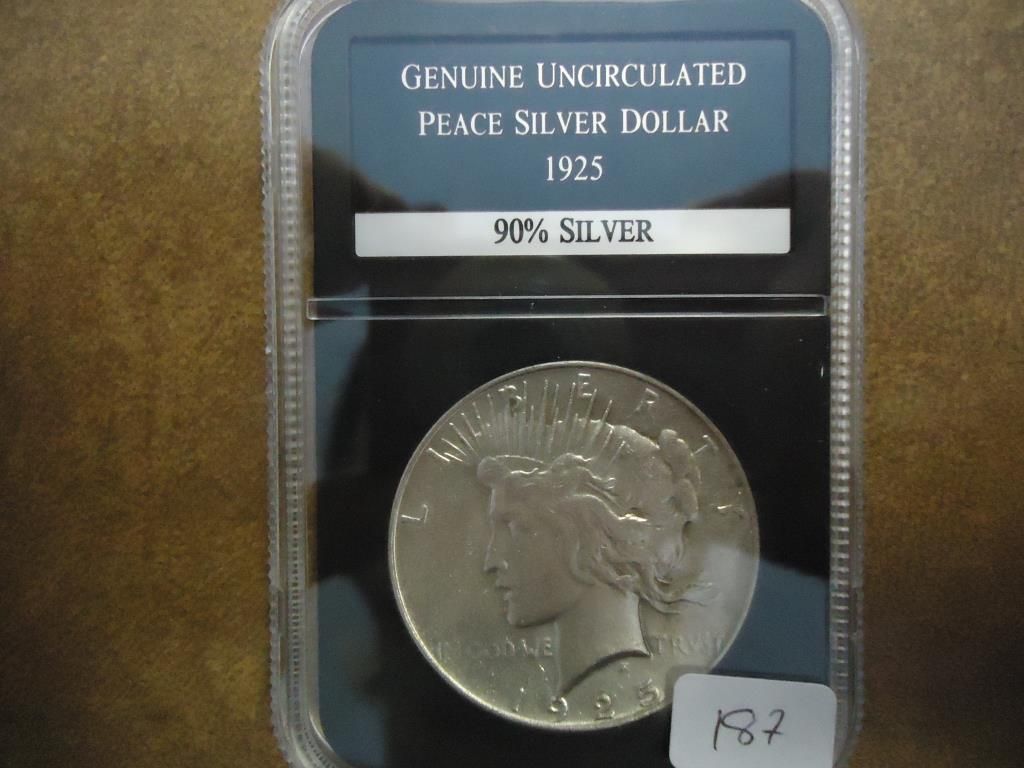 GENUINE UNCIRCULATED
PEACE SILVER DOLLAR
1925
90% SILVER
LIBERTY
IN GOD WE TRUST
1925
187